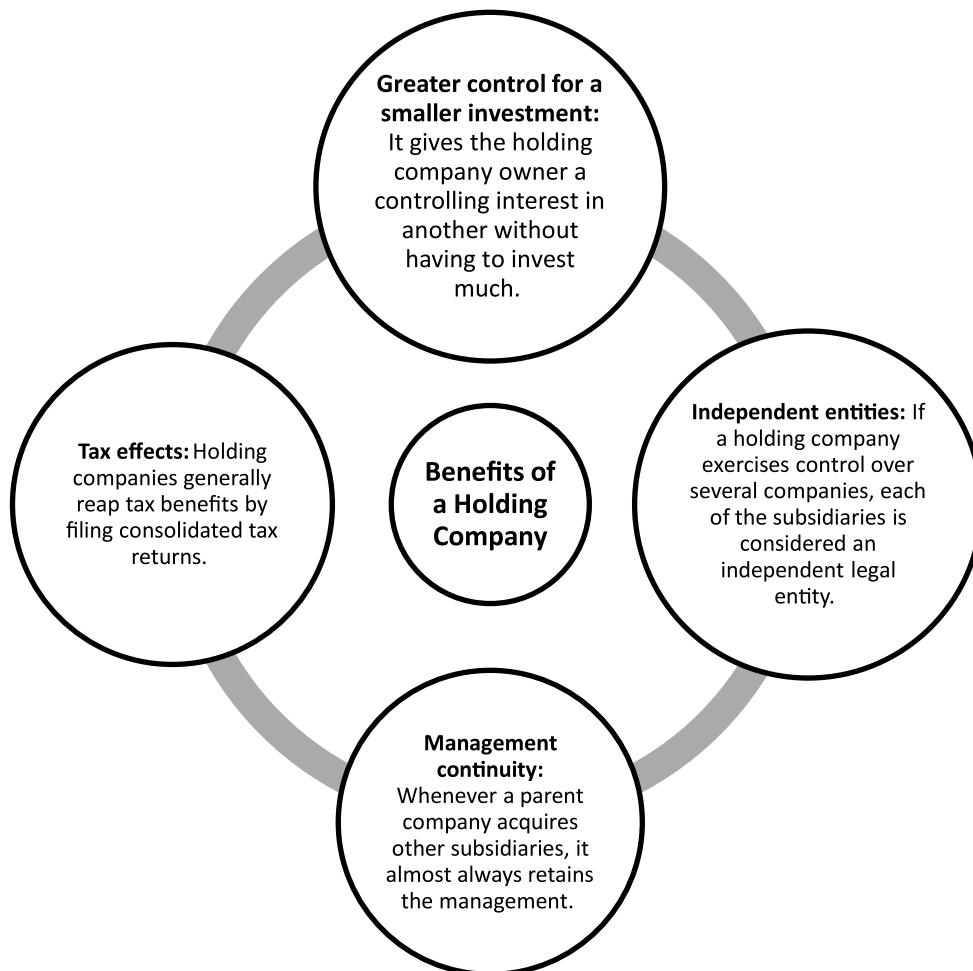 Greater control for a
smaller investment:
It gives the holding
company owner a
controlling interest in
another without
having to invest
much.
Independent entities: If
a holding company
exercises control over
several companies, each
of the subsidiaries is
considered an
independent legal
entity.
Benefits of
a Holding
Company
Tax effects: Holding
companies generally
reap tax benefits by
filing consolidated tax
returns.
Management
continuity:
Whenever a parent
company acquires
other subsidiaries, it
almost always retains
the management.